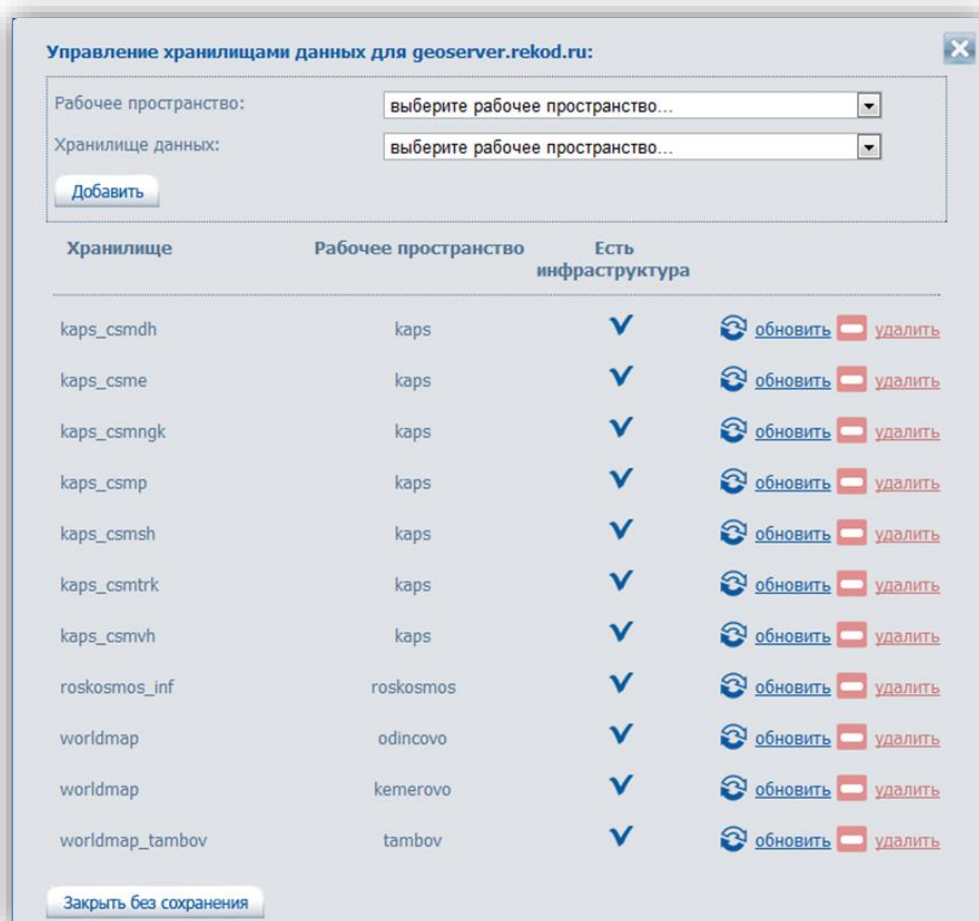 Управление хранилищами данных для geoserver.rekod.ru:
Рабочее пространство: выберите рабочее пространство...
Хранилище данных: выберите рабочее пространство...
Добавить
Хранилище Рабочее пространство Есть
инфраструктура
kaps_csmdh kaps обновить удалить
kaps_csme kaps обновить удалить
kaps_csmngk kaps обновить удалить
kaps_csmp kaps обновить удалить
kaps_csmsh kaps обновить удалить
kaps_csmtrk kaps обновить удалить
kaps_csmvh kaps обновить удалить
roskosmos_inf roskosmos обновить удалить
worldmap odincovo обновить удалить
worldmap kemerovo обновить удалить
worldmap_tambov tambov обновить удалить
Закрыть без сохранения